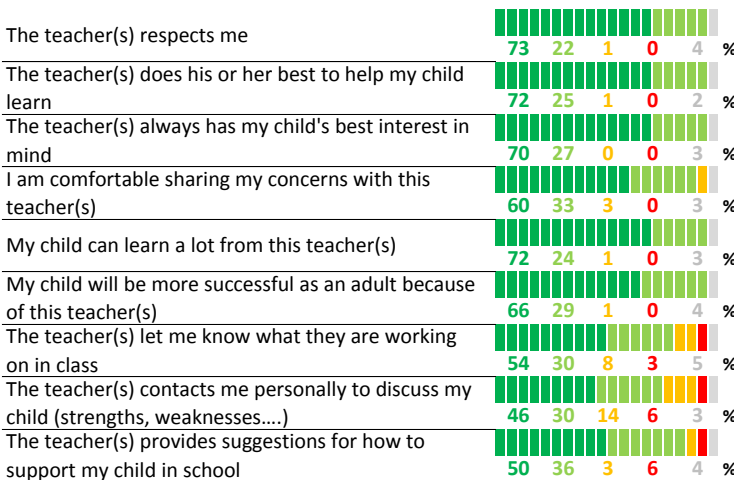 The teacher(s) respects me
73 22 1 0 4 %
The teacher(s) does his or her best to help my child
learn
72 25 1 0 2 %
The teacher(s) always has my child's best interest in
mind
70 27 0 0 3 %
I am comfortable sharing my concerns with this
teacher(s)
60 33 3 0 3 %
My child can learn a lot from this teacher(s)
72 24 1 0 3 %
My child will be more successful as an adult because
of this teacher(s)
66 29 1 0 4 %
The teacher(s) let me know what they are working
on in class
54 30 8 3 5 %
The teacher(s) contacts me personally to discuss my
child (strengths, weaknesses....)
46 30 14 6 3 %
The teacher(s) provides suggestions for how to
support my child in school
50 36 3 6 4 %